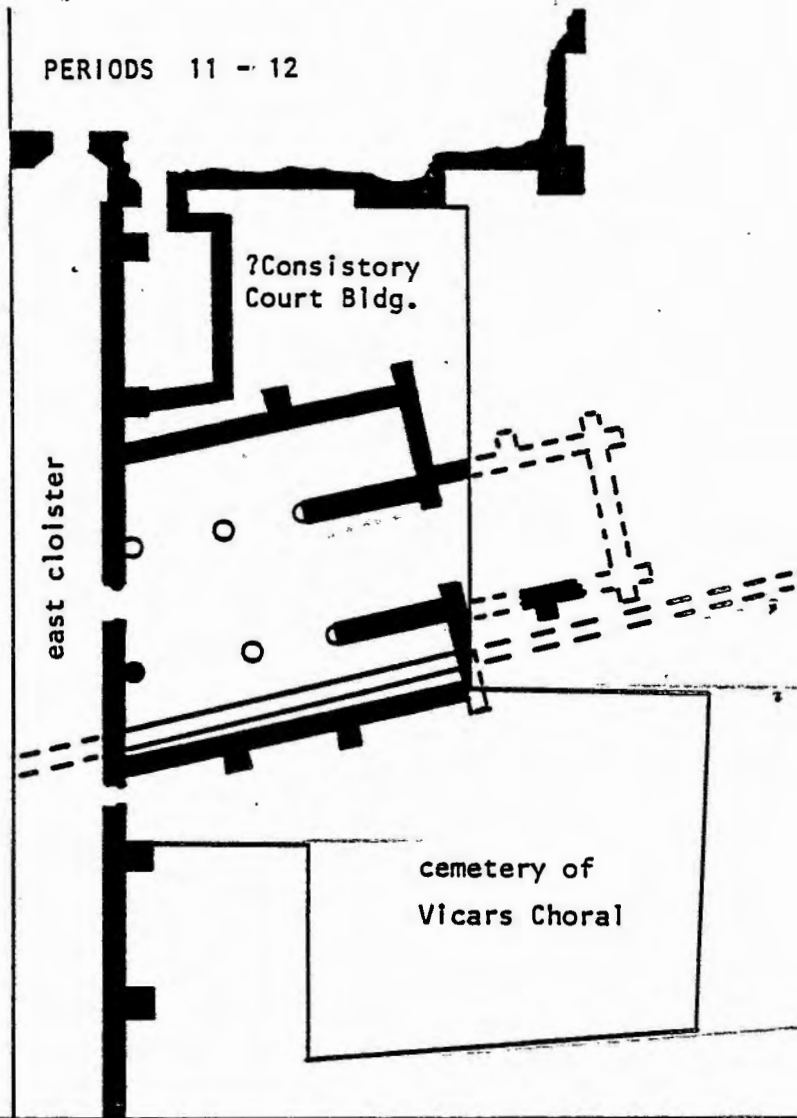 PERIODS 11 - 12
?Consistory
Court Bldg.
east cloister
cemetery of
Vicars Choral